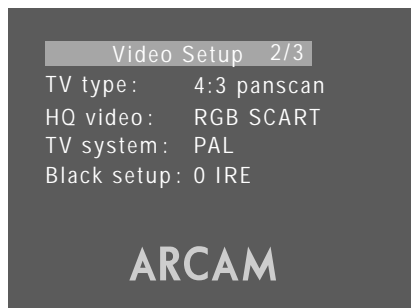 Video Setup 2/3
TV type: 4:3 panscan
HQ video: RGB SCART
TV system: PAL
Black setup: 0 IRE
ARCAM